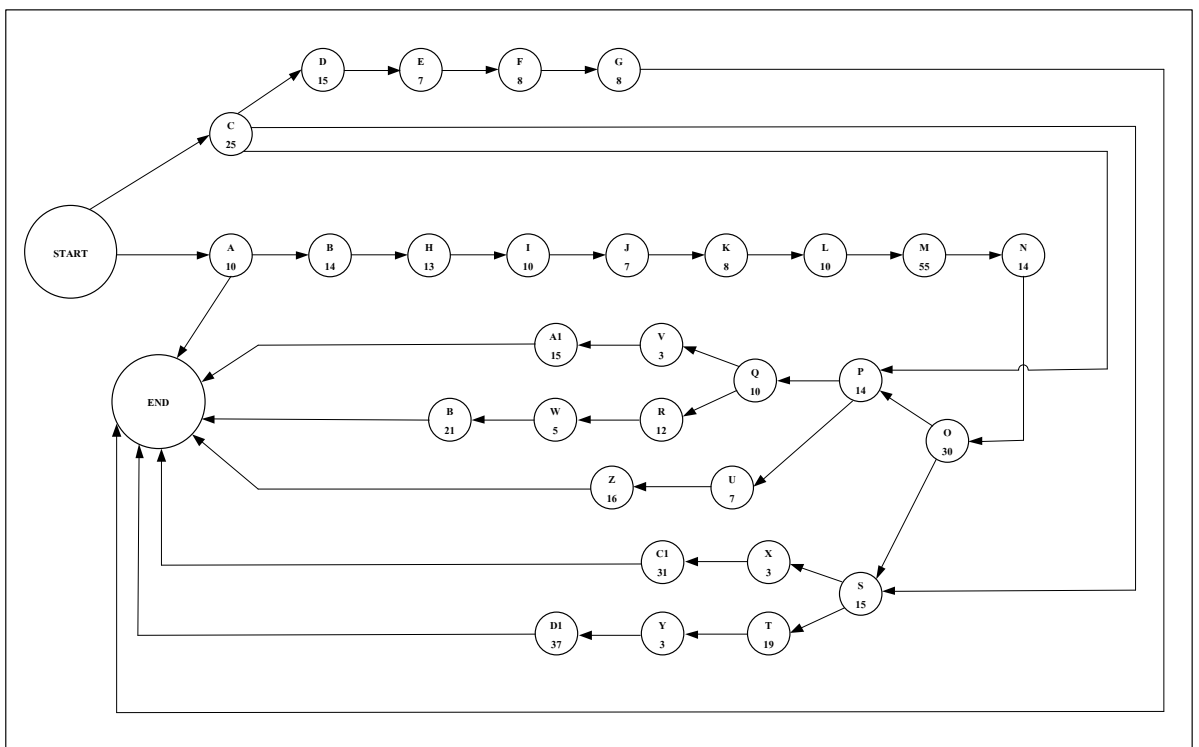 D
15
E
7
F
8
G
8
C
25
START
A
10
B
14
H
13
I
10
J
7
K
8
L
10
M
55
N
14
A1
15
V
3
Q
10
P
14
END
B
21
W
5
R
12
O
30
Z
16
U
7
C1
31
X
3
S
15
D1
37
Y
3
T
19